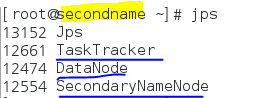 [ root@secondname ~] # jps
13152 Jps
12661 TaskTracker
12474 DataNode
12554 SecondaryNameNode